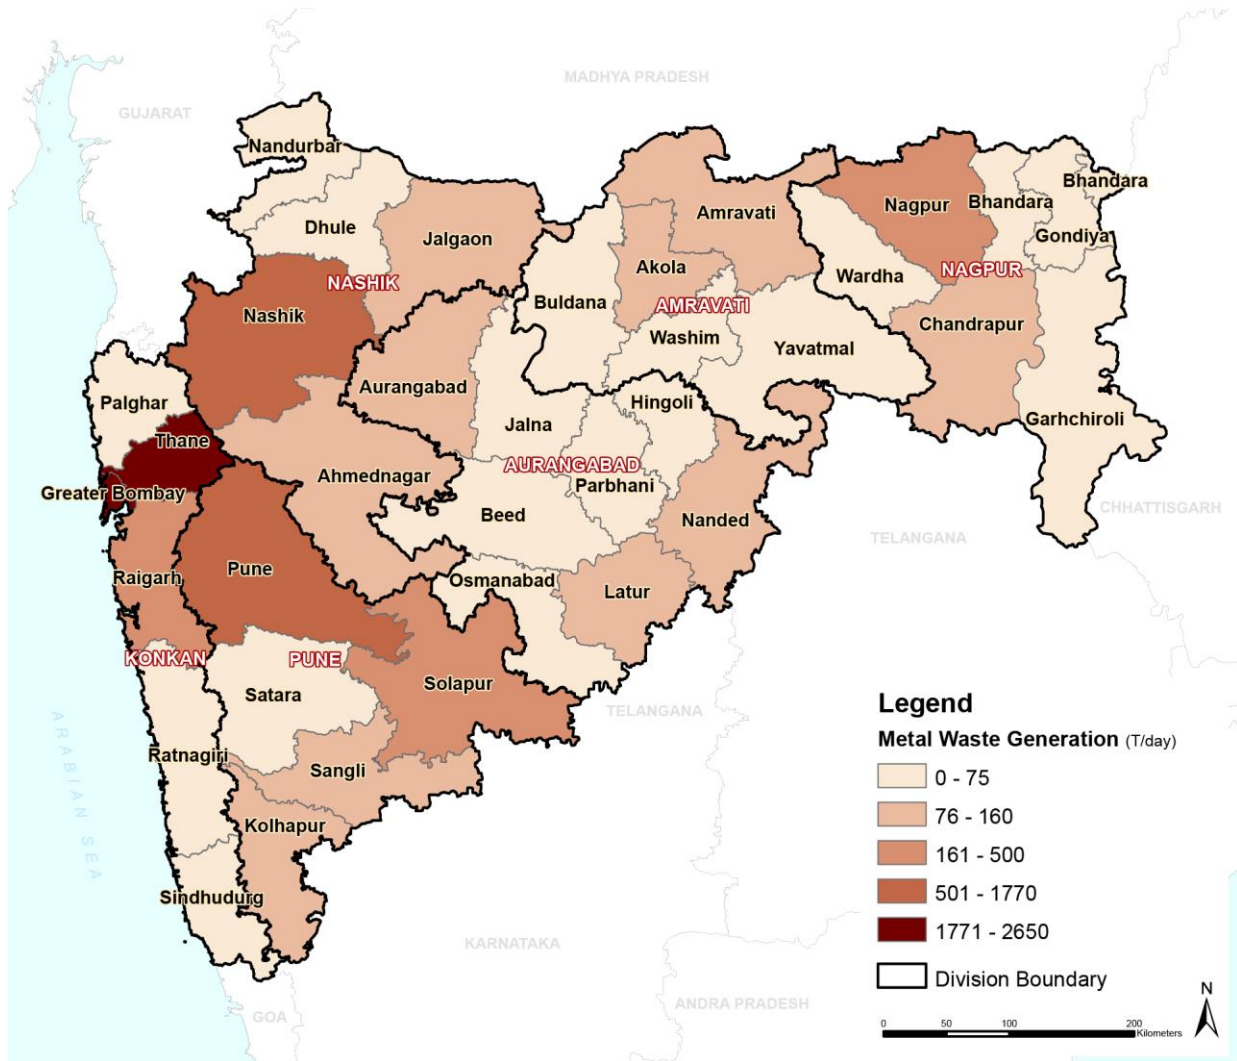 MADHYA PRADESH
GUJARAT
Nandurbar
Bhandara
Bhandara
Nagpur
Amravati
Dhule
Jalgaon
Gondiya
Akola
Wardha
NAGPUR
NASHIK
Buldana
AMRAVATI
Nashik
Chandrapur
Washim
Yavatmal
Aurangabad
Palghar
Hingoli
Jalna
Garhchiroli
Thane
AURANGABAD
Ahmednagar
Parbhani
Greater Bombay
Beed
Nanded
CHHATTISGARH
TELANGANA
Pune
Raigarh
Osmanabad
Latur
KONKAN
PUNE
Satara
Solapur
TELANGANA
ARABIAN SEA
Ratnagiri
Sangli
Kolhapur
Sindhudurg
KARNATAKA
ANDRA PRADESH
GOA
Legend
Metal Waste Generation (T/day)
0 - 75
76 - 160
161 - 500
501 - 1770
1771 - 2650
Division Boundary
N
0 50 100 200
Kilometers